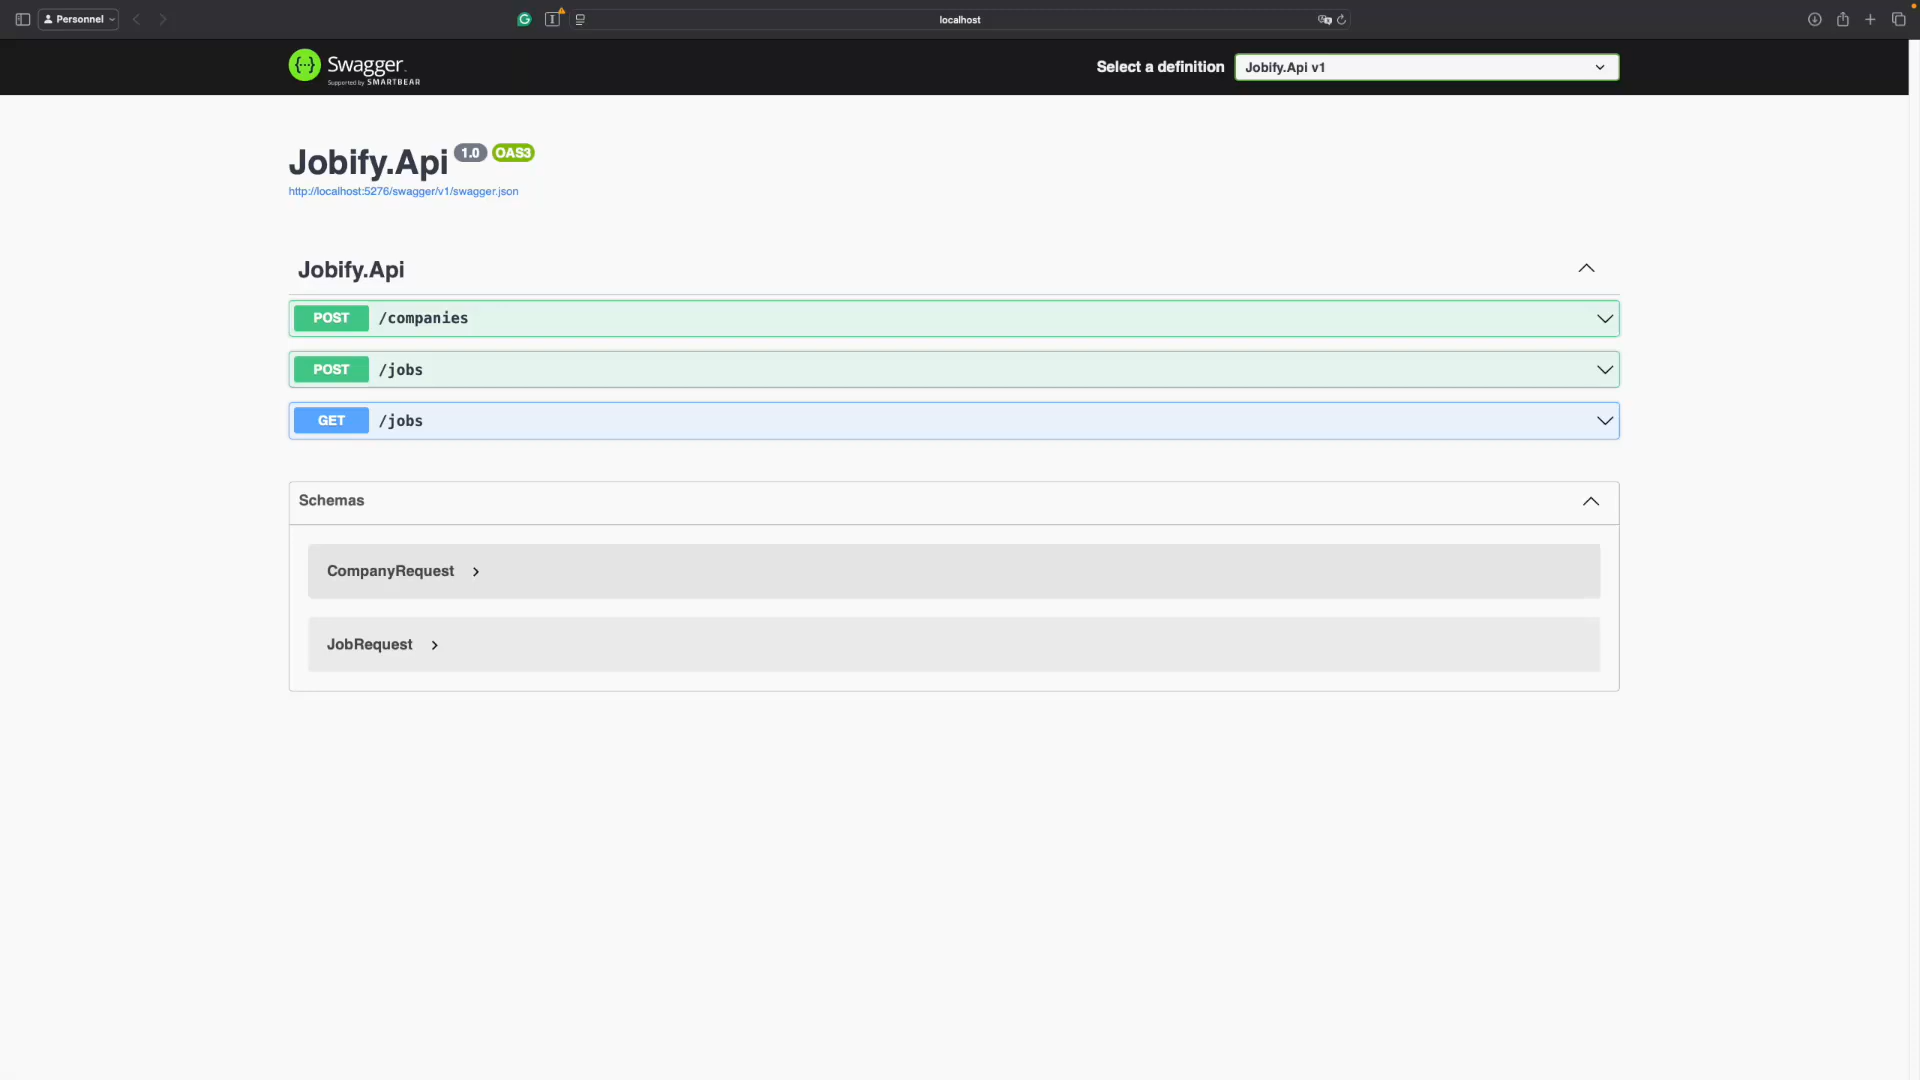 Personnel
localhost
Swagger.
Supported by SMARTBEAR
Select a definition
Jobify.Api v1
Jobify.Api 1.0 OAS3
http://localhost:5276/swagger/v1/swagger.json
Jobify.Api
POST /companies
POST /jobs
GET /jobs
Schemas
CompanyRequest
JobRequest